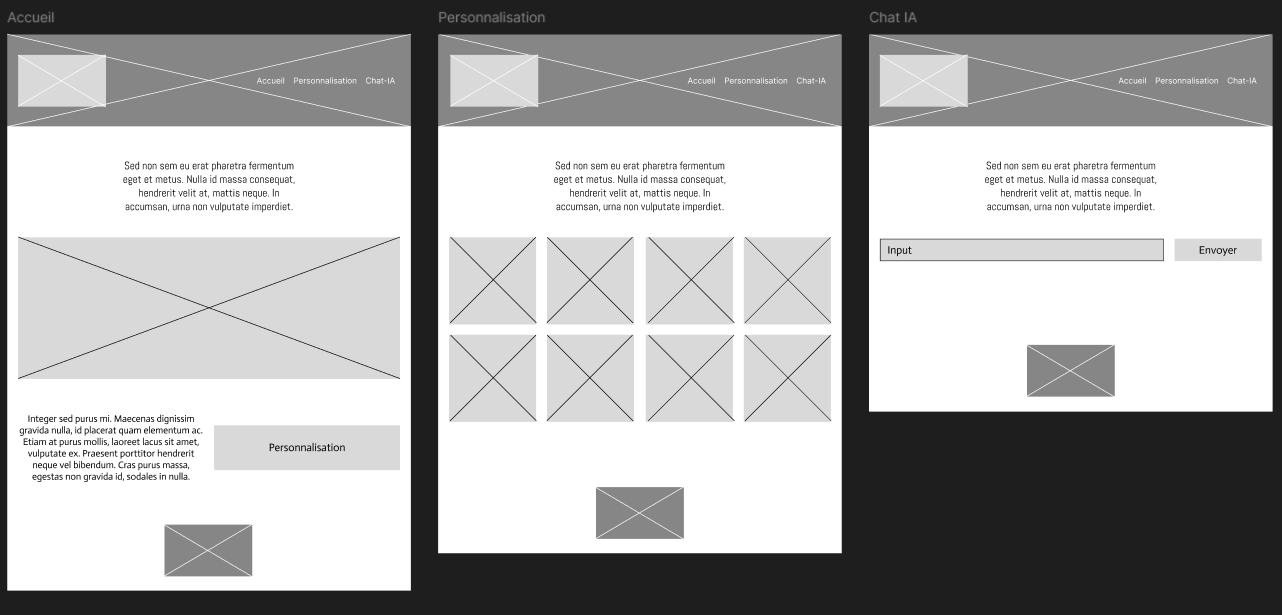 Accueil
Accueil Personnalisation Chat-IA
Sed non sem eu erat pharetra fermentum
eget et metus. Nulla id massa consequat,
hendrerit velit at, mattis neque. In
accumsan, urna non vulputate imperdiet.
Integer sed purus mi. Maecenas dignissim
gravida nulla, id placerat quam elementum ac.
Etiam at purus mollis, laoreet lacus sit amet,
vulputate ex. Praesent porttitor hendrerit
neque vel bibendum. Cras purus massa,
egestas non gravida id, sodales in nulla.
Personnalisation
Personnalisation
Accueil Personnalisation Chat-IA
Sed non sem eu erat pharetra fermentum
eget et metus. Nulla id massa consequat,
hendrerit velit at, mattis neque. In
accumsan, urna non vulputate imperdiet.
Chat IA
Accueil Personnalisation Chat-IA
Sed non sem eu erat pharetra fermentum
eget et metus. Nulla id massa consequat,
hendrerit velit at, mattis neque. In
accumsan, urna non vulputate imperdiet.
Input
Envoyer